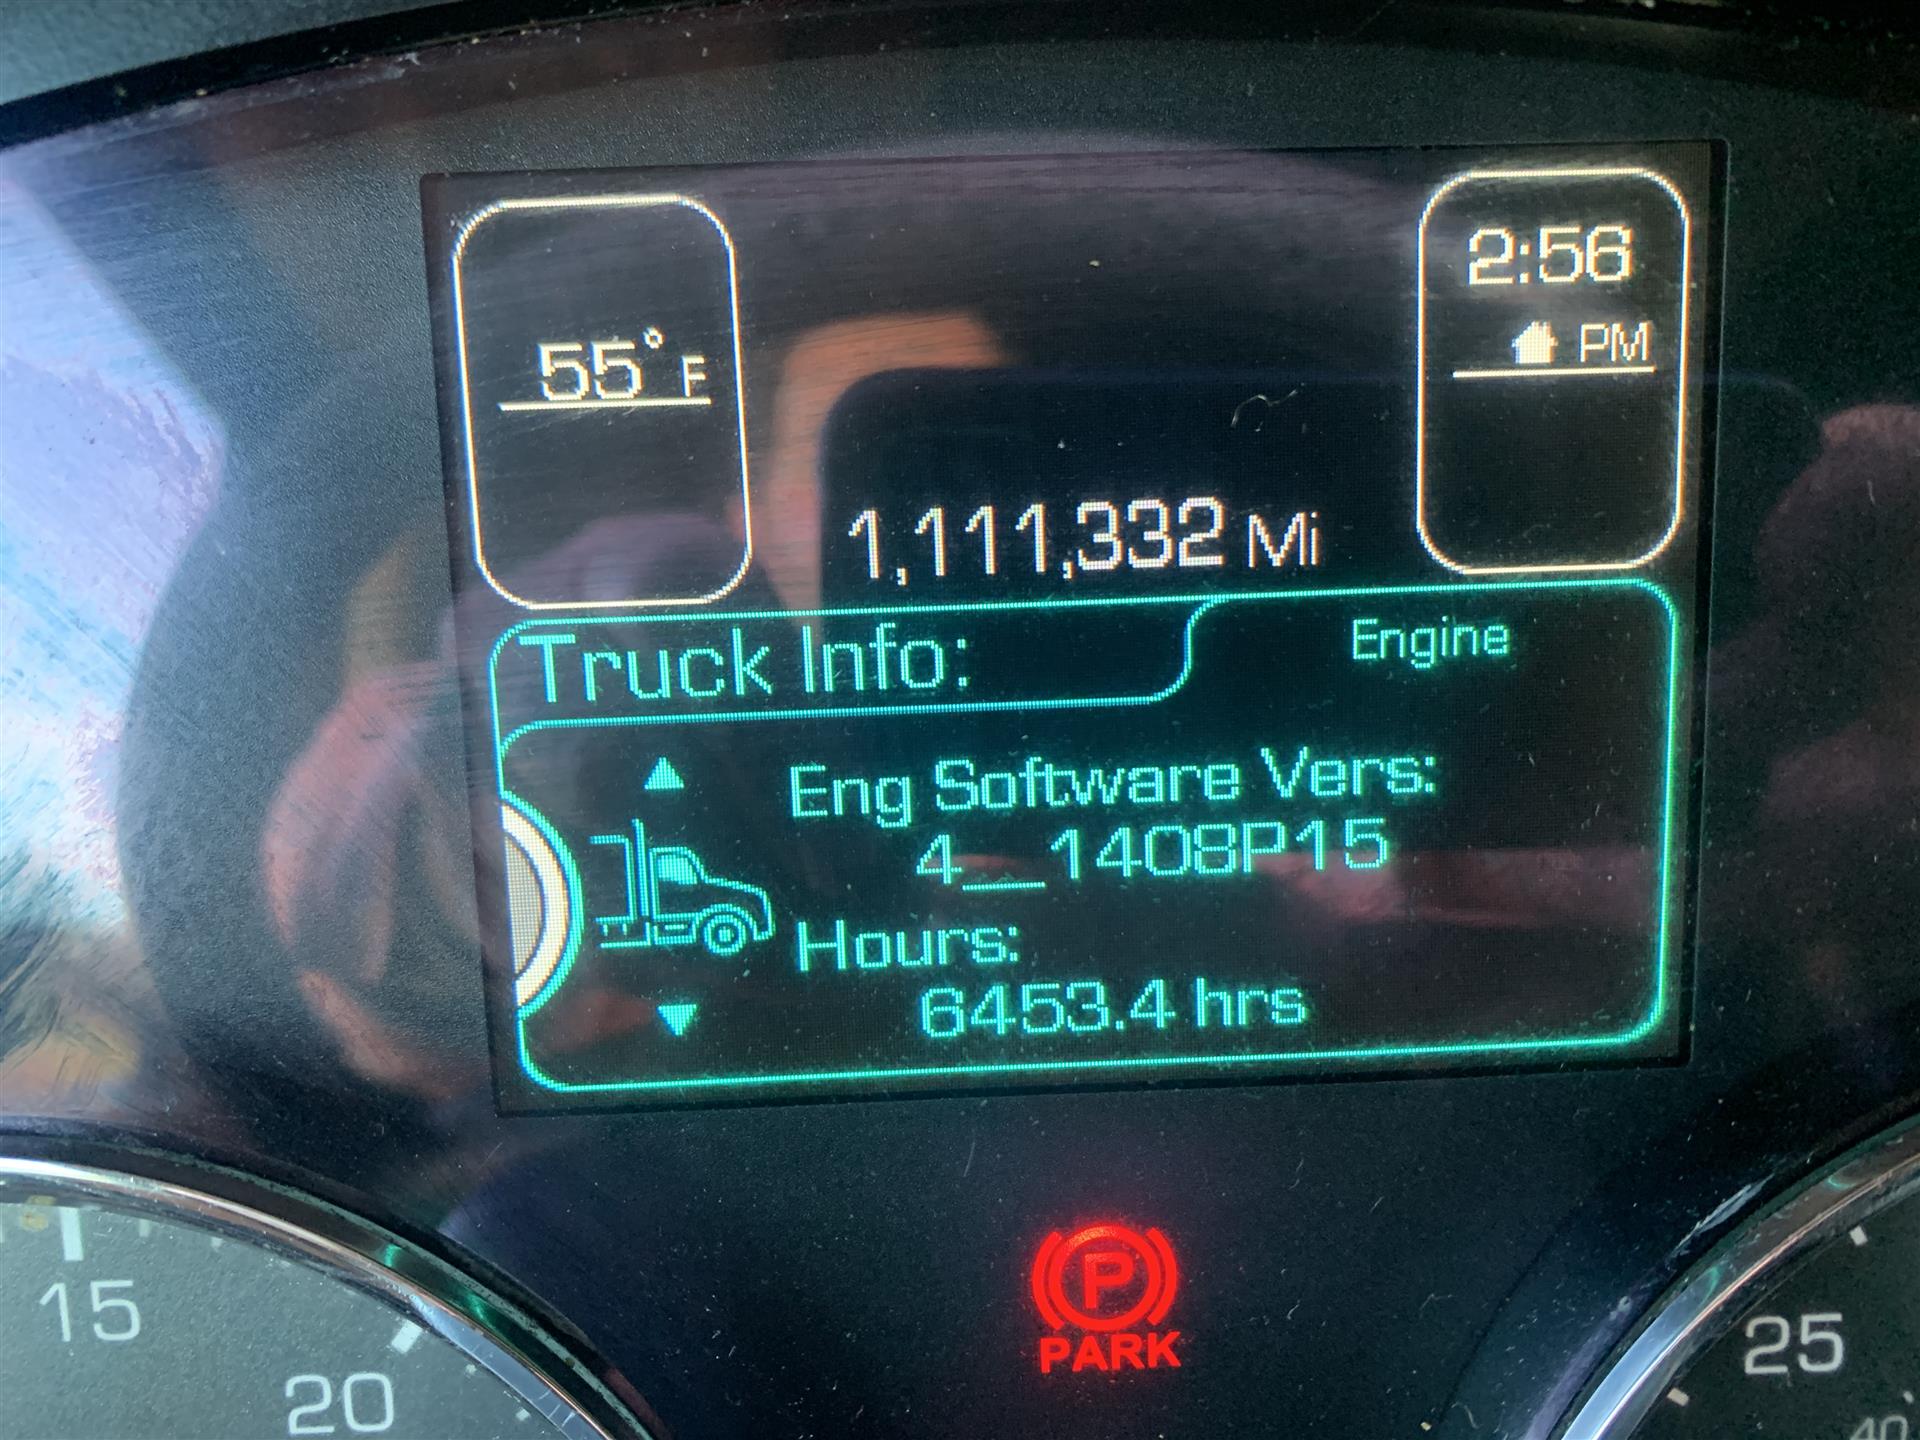 55°F
2:56
PM
1,111,332 Mi
Truck Info:
Engine
Eng Software Vers:
4__1408P15
Hours:
6453.4 hrs
P
PARK
15
20
25
40